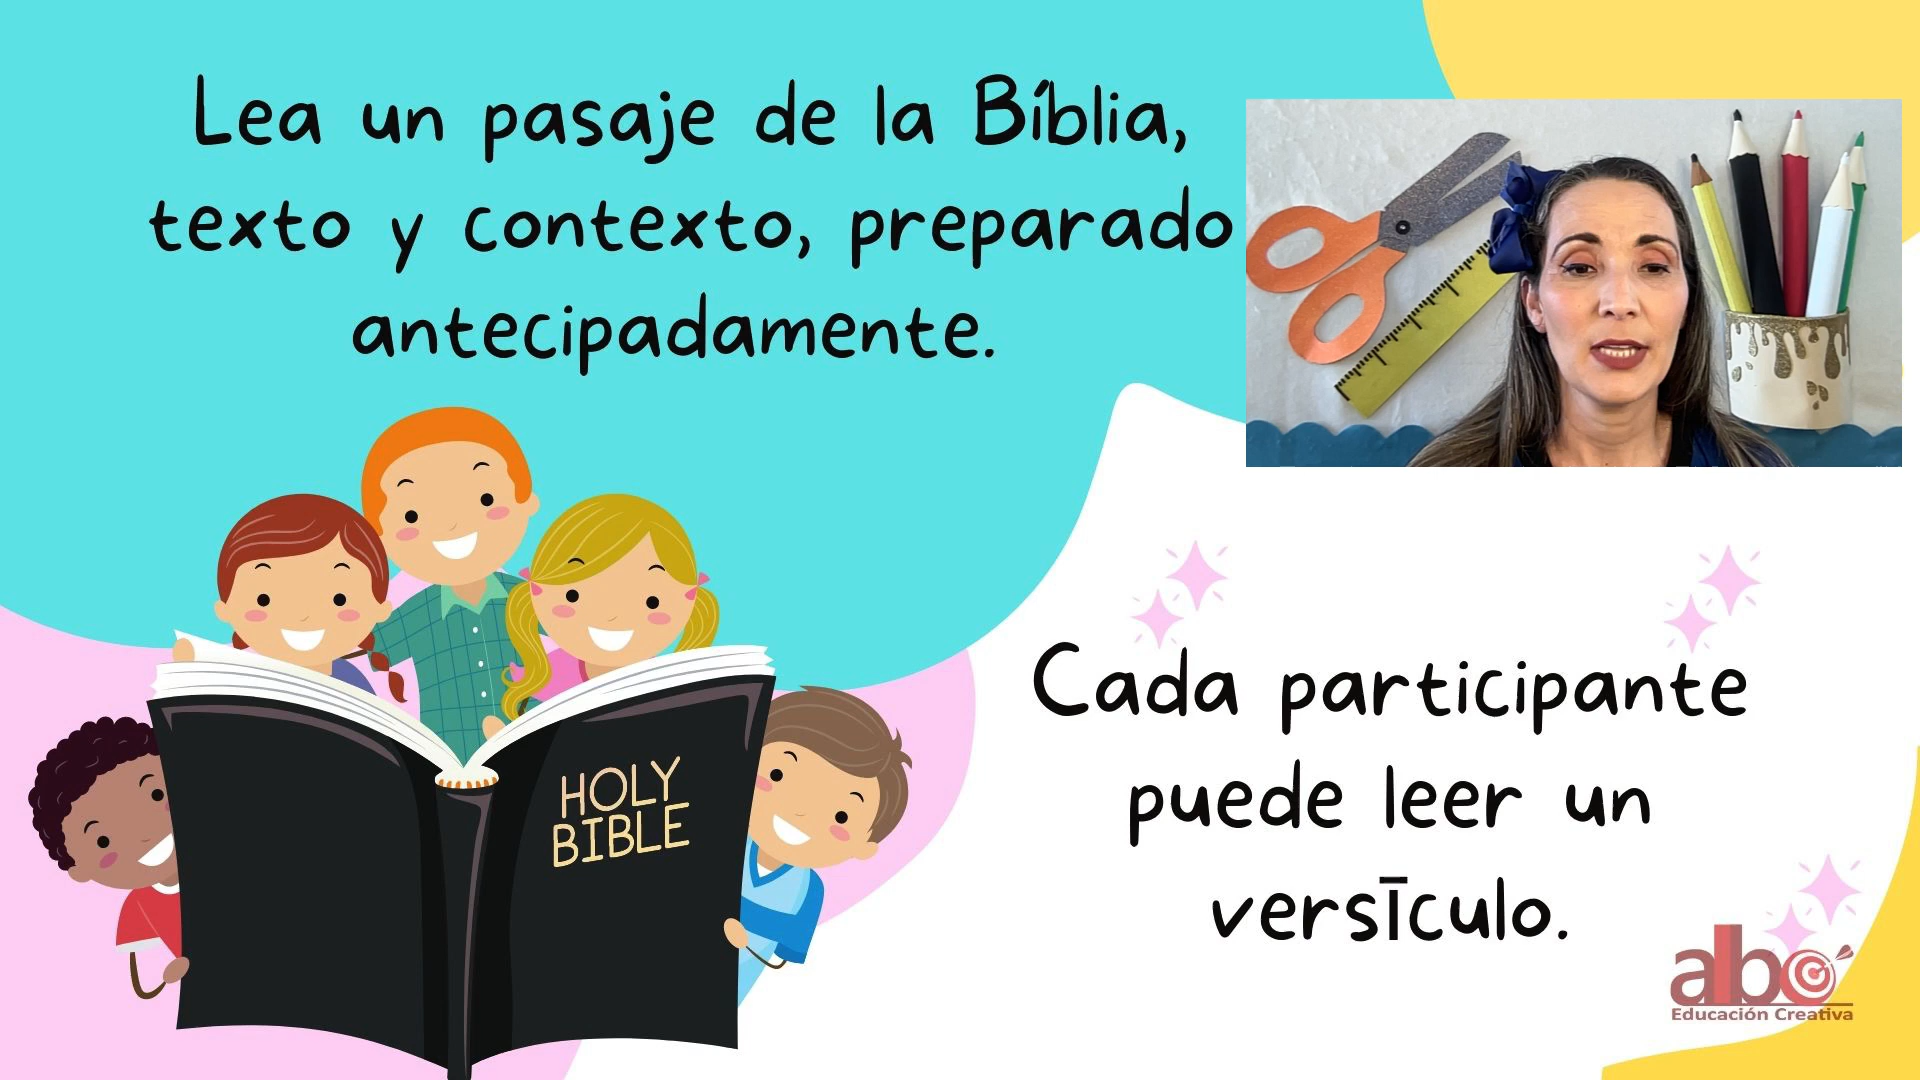 Lea un pasaje de la Bíblia,
texto y contexto, preparado
antecipadamente.
HOLY
BIBLE
Cada participante
puede leer un
versīculo.
albo
Educación Creativa